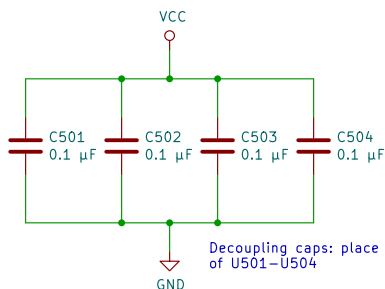 VCC
C501
0.1 µF
C502
0.1 µF
C503
0.1 µF
C504
0.1 µF
Decoupling caps: place
of U501-U504
GND